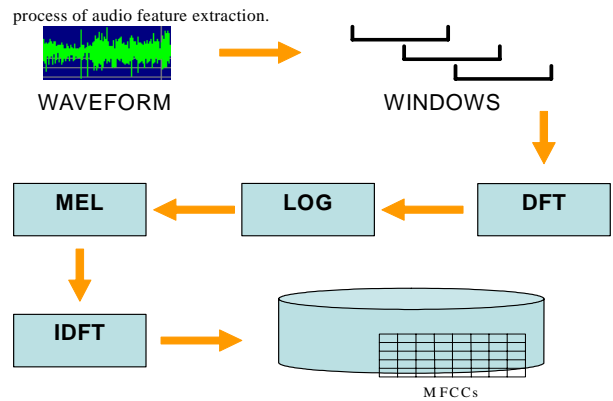 process of audio feature extraction.
WAVEFORM
WINDOWS
DFT
LOG
MEL
IDFT
MFCCs